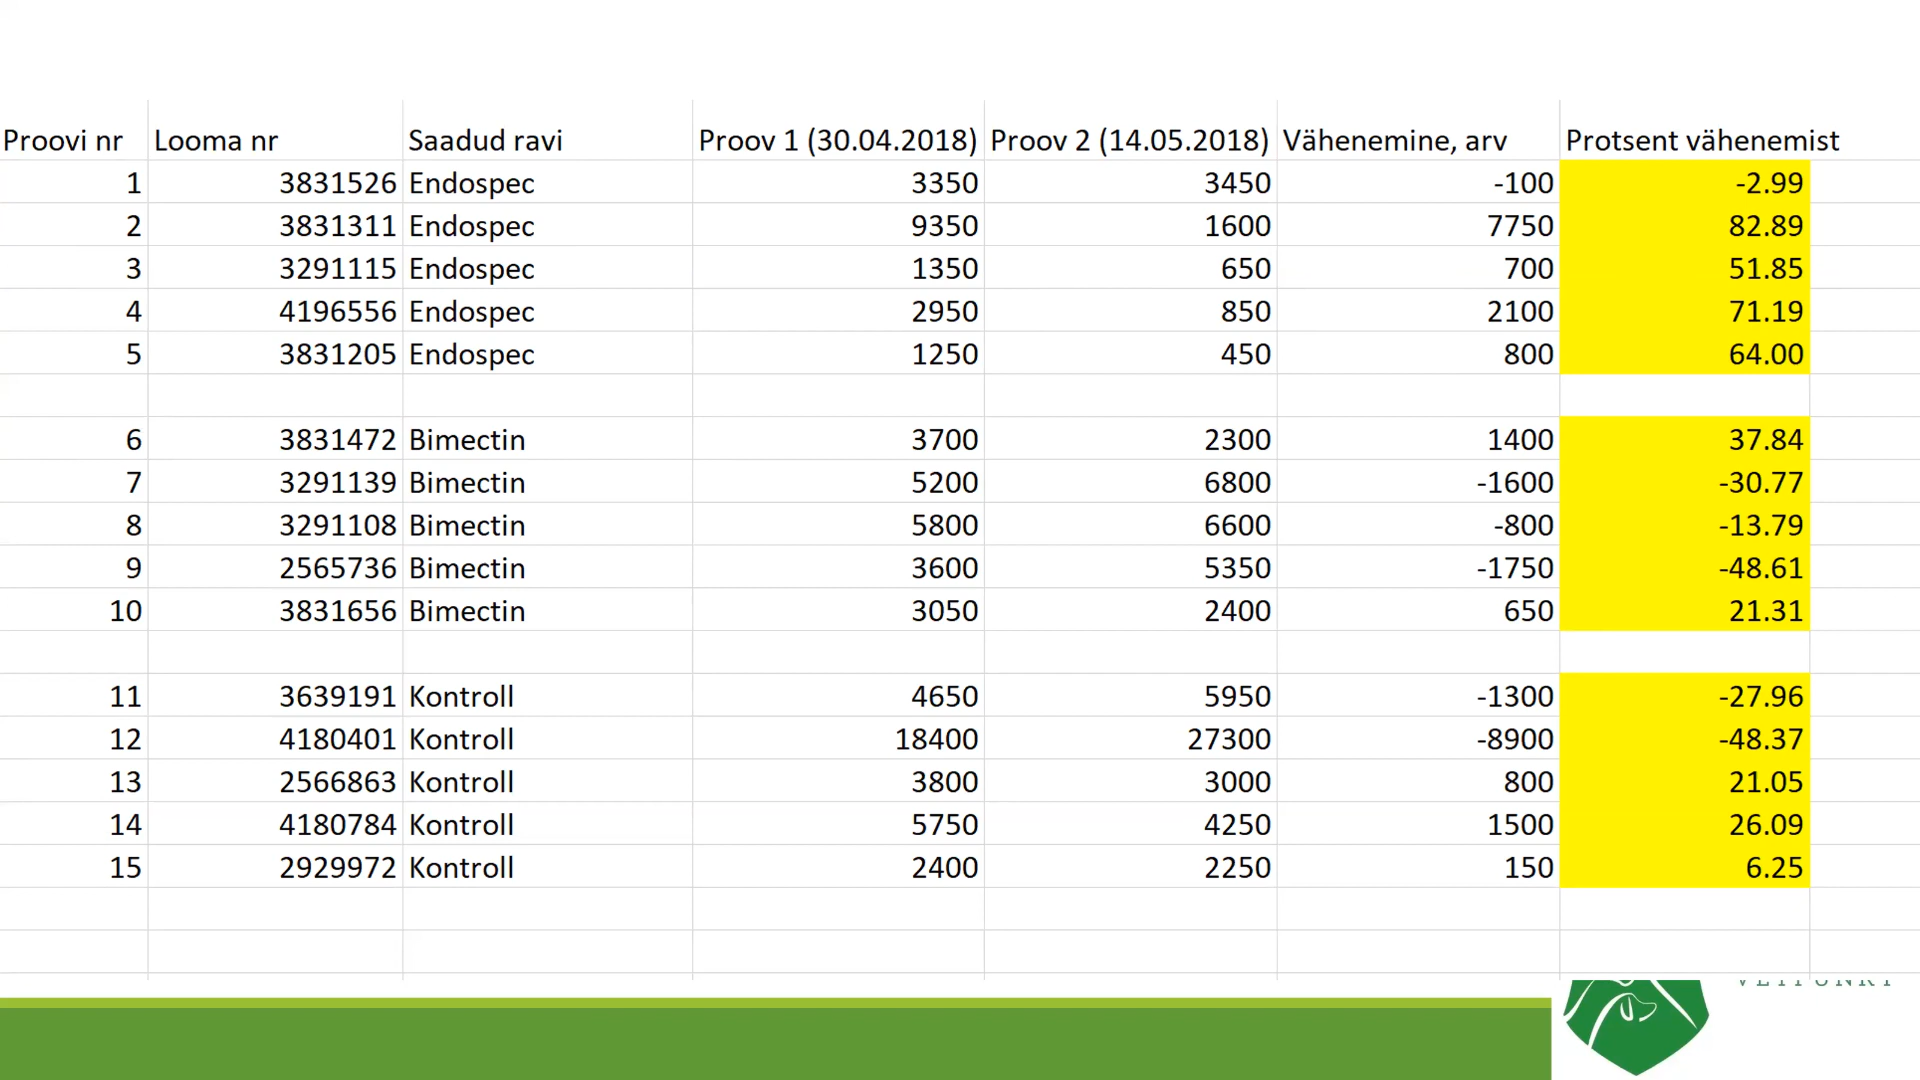 Proovi nr Looma nr Saadud ravi Proov 1 (30.04.2018) Proov 2 (14.05.2018) Vähenemine, arv Protsent vähenemist
1 3831526 Endospec 3350 3450 -100 -2.99
2 3831311 Endospec 9350 1600 7750 82.89
3 3291115 Endospec 1350 650 700 51.85
4 4196556 Endospec 2950 850 2100 71.19
5 3831205 Endospec 1250 450 800 64.00
6 3831472 Bimectin 3700 2300 1400 37.84
7 3291139 Bimectin 5200 6800 -1600 -30.77
8 3291108 Bimectin 5800 6600 -800 -13.79
9 2565736 Bimectin 3600 5350 -1750 -48.61
10 3831656 Bimectin 3050 2400 650 21.31
11 3639191 Kontroll 4650 5950 -1300 -27.96
12 4180401 Kontroll 18400 27300 -8900 -48.37
13 2566863 Kontroll 3800 3000 800 21.05
14 4180784 Kontroll 5750 4250 1500 26.09
15 2929972 Kontroll 2400 2250 150 6.25